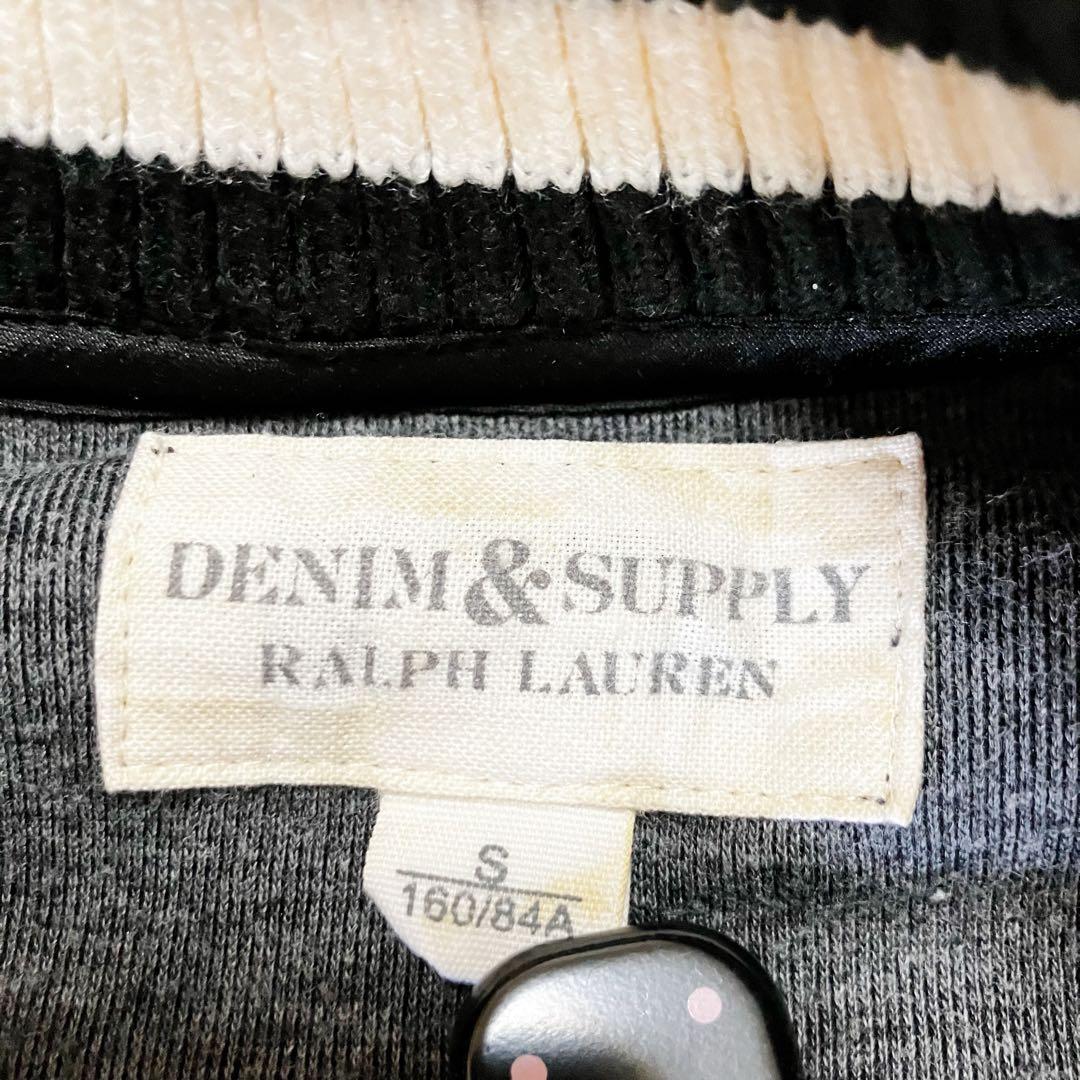 DENIM & SUPPLY
RALPH LAUREN
S
160/84A